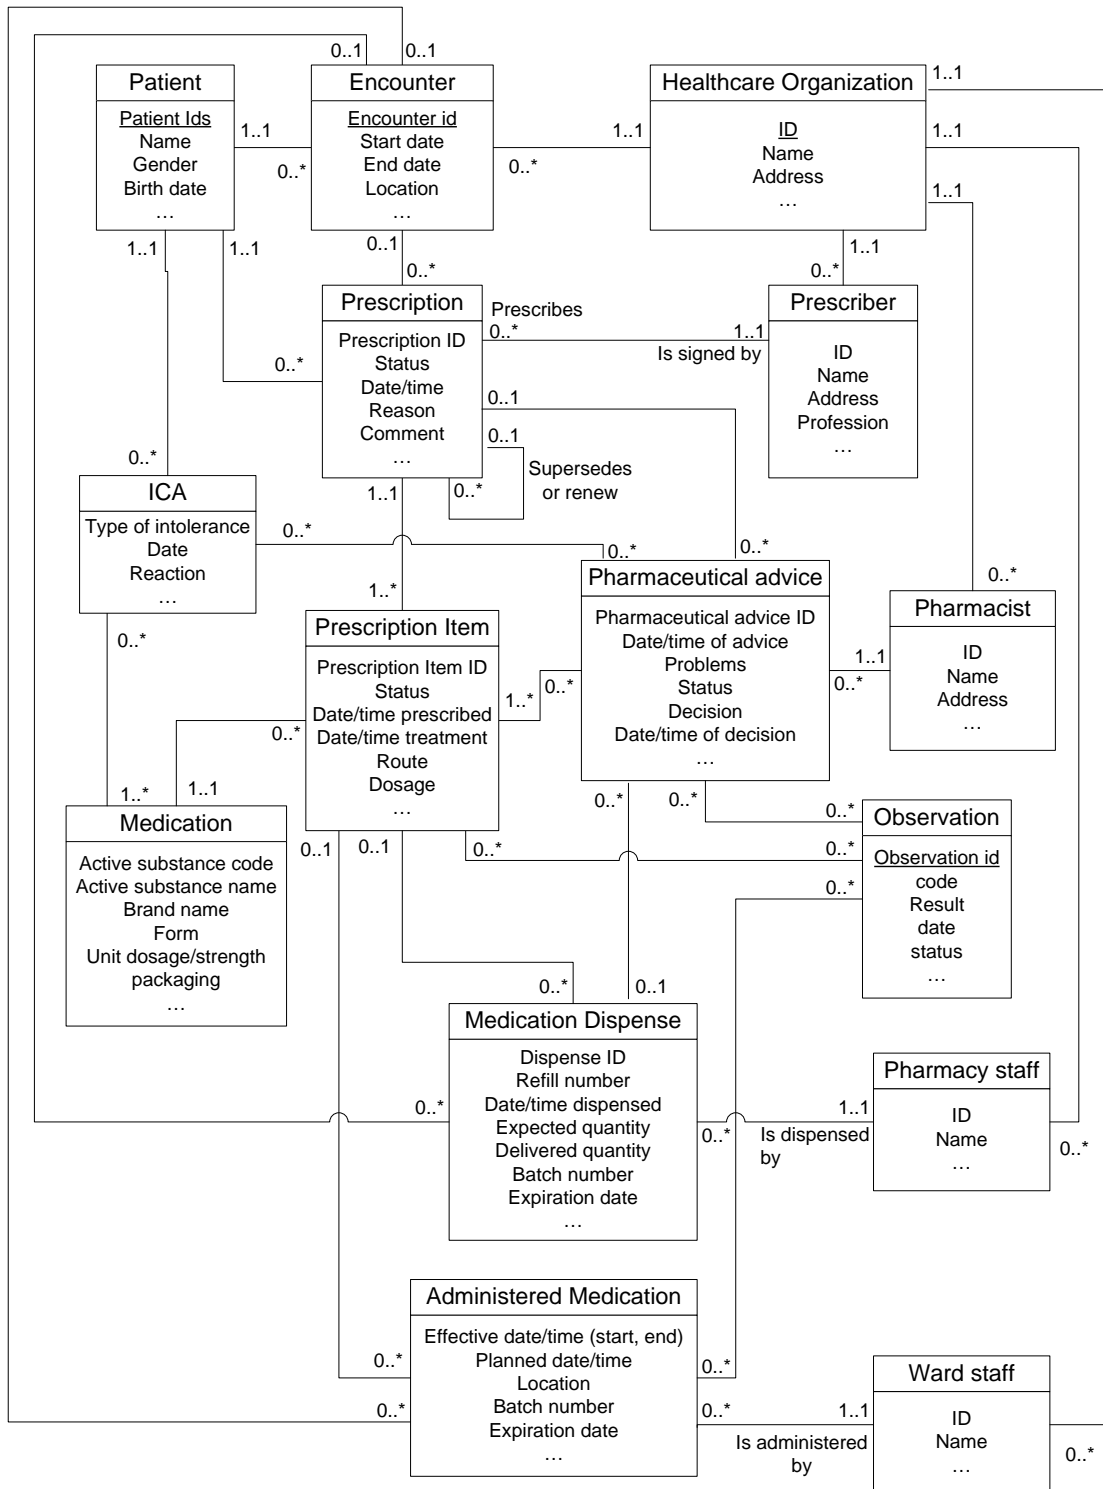 0..1
0..1
Patient
Patient Ids
Name
Gender
Birth date
…
Encounter
Encounter id
Start date
End date
Location
…
Healthcare Organization
ID
Name
Address
…
1..1
1..1
1..1
1..1
0..*
1..1
0..*
1..1
1..1
0..1
0..*
1..1
0..*
Prescription
Prescription ID
Status
Date/time
Reason
Comment
…
Prescribes
0..*
1..1
Is signed by
Prescriber
ID
Name
Address
Profession
…
0..*
0..1
0..1
Supersedes
or renew
0..*
1..1
0..*
ICA
Type of intolerance
Date
Reaction
…
0..*
0..*
0..*
0..*
Pharmaceutical advice
Pharmaceutical advice ID
Date/time of advice
Problems
Status
Decision
Date/time of decision
…
Pharmacist
ID
Name
Address
…
1..1
0..*
1..*
Prescription Item
Prescription Item ID
Status
Date/time prescribed
Date/time treatment
Route
Dosage
…
1..*
0..*
0..*
0..*
1..*
1..1
Medication
Active substance code
Active substance name
Brand name
Form
Unit dosage/strength
packaging
…
0..1
0..1
0..*
0..*
0..*
0..*
0..*
0..*
Observation
Observation id
code
Result
date
status
…
0..*
0..1
Medication Dispense
Dispense ID
Refill number
Date/time dispensed
Expected quantity
Delivered quantity
Batch number
Expiration date
…
0..*
0..*
1..1
Is dispensed
by
Pharmacy staff
ID
Name
…
0..*
Administered Medication
Effective date/time (start, end)
Planned date/time
Location
Batch number
Expiration date
…
0..*
0..*
0..*
0..*
1..1
Is administered
by
Ward staff
ID
Name
…
0..*